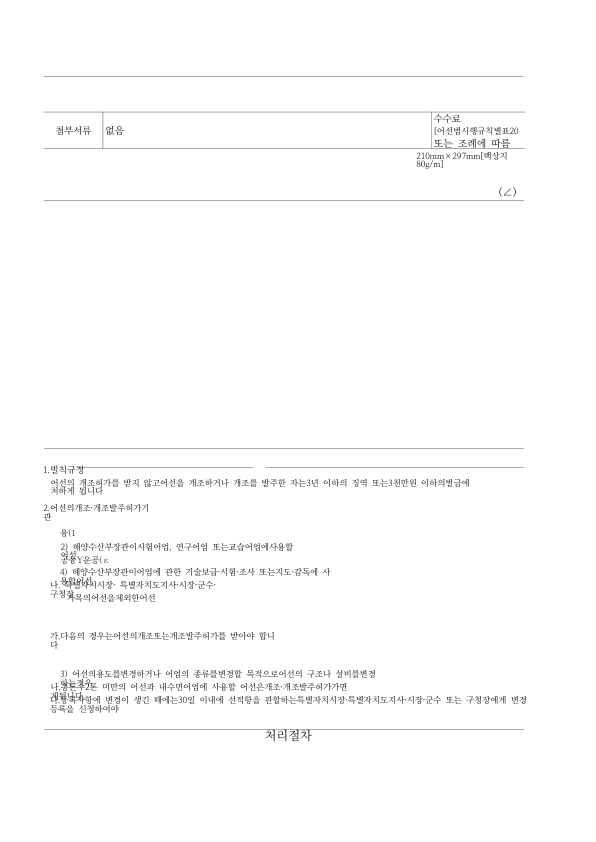 첨부서류
없음
수수료
[어선법시행규칙별표20
또는 조례에 따름
210mm×297mm[백상지
80g/m]
(∠)
1.벌칙규정
어선의 개조허가를 받지 않고어선을 개조하거나 개조를 발주한 자는3년 이하의 징역 또는3천만원 이하의벌금에
처하게 됩니다
2.어선의개조·개조발주허가기
관
용(1
2) 해양수산부장관이시험어업, 연구어업 또는교습어업에사용할
4) 해양수산부장관이어업에 관한 기술보급·시험·조사 또는지도·감독에 사
나. 특별자치시장· 특별자치도지사·시장·군수·
구청장
가목의어선을제외한어선
가.다음의 경우는어선의개조또는개조발주허가를 받아야 합니
다
3) 어선의용도를변경하거나 어업의 종류를변경할 목적으로어선의 구조나 설비를변경
하는경우
나.총톤수2톤 미만의 어선과 내수면어업에 사용할 어선은개조·개조발주허가가면
다.등록사항에 변경이 생긴 때에는30일 이내에 선적항을 관할하는특별자치시장·특별자치도지사·시장·군수 또는 구청장에게 변경
등록을 신청하여야
처리절차